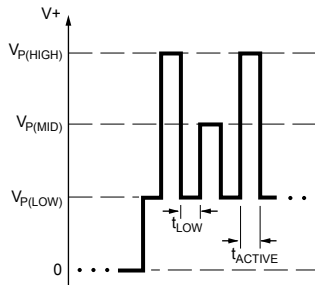 V+
VP(HIGH)
VP(MID)
VP(LOW)
tLOW
tACTIVE
0